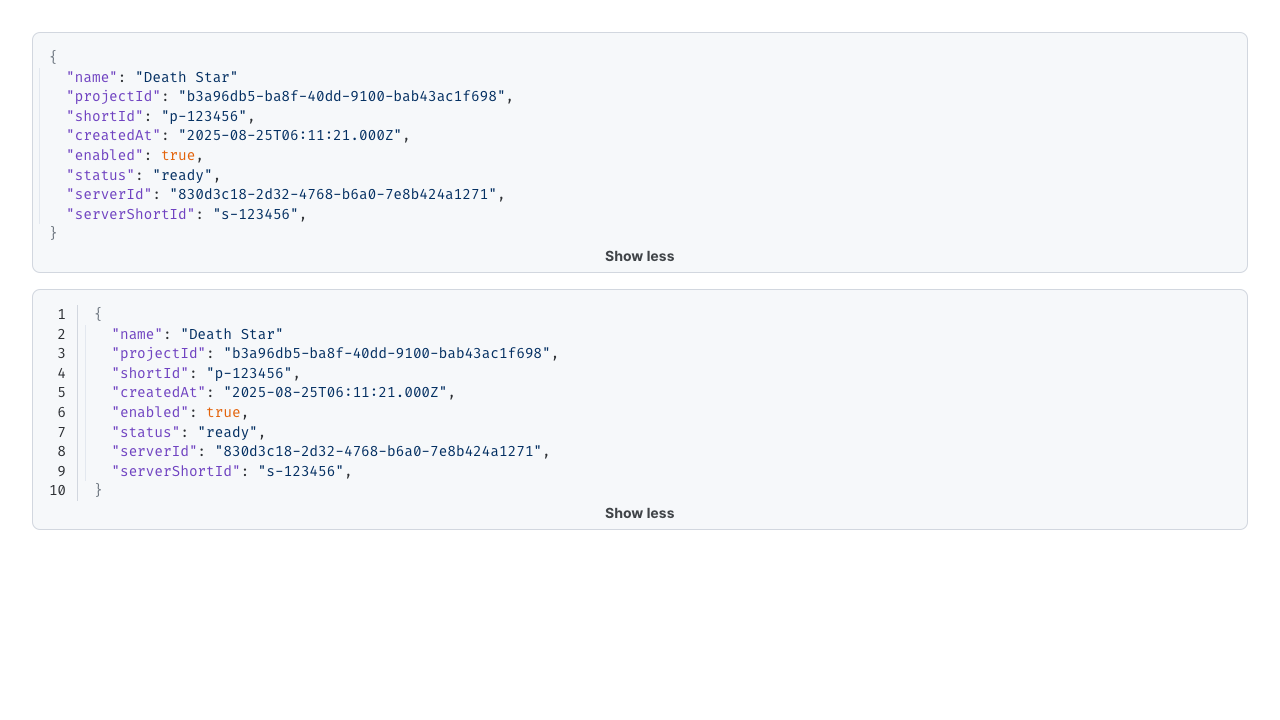 {
  "name": "Death Star"
  "projectId": "b3a96db5-ba8f-40dd-9100-bab43ac1f698",
  "shortId": "p-123456",
  "createdAt": "2025-08-25T06:11:21.000Z",
  "enabled": true,
  "status": "ready",
  "serverId": "830d3c18-2d32-4768-b6a0-7e8b424a1271",
  "serverShortId": "s-123456",
}
Show less
1 {
2   "name": "Death Star"
3   "projectId": "b3a96db5-ba8f-40dd-9100-bab43ac1f698",
4   "shortId": "p-123456",
5   "createdAt": "2025-08-25T06:11:21.000Z",
6   "enabled": true,
7   "status": "ready",
8   "serverId": "830d3c18-2d32-4768-b6a0-7e8b424a1271",
9   "serverShortId": "s-123456",
10 }
Show less